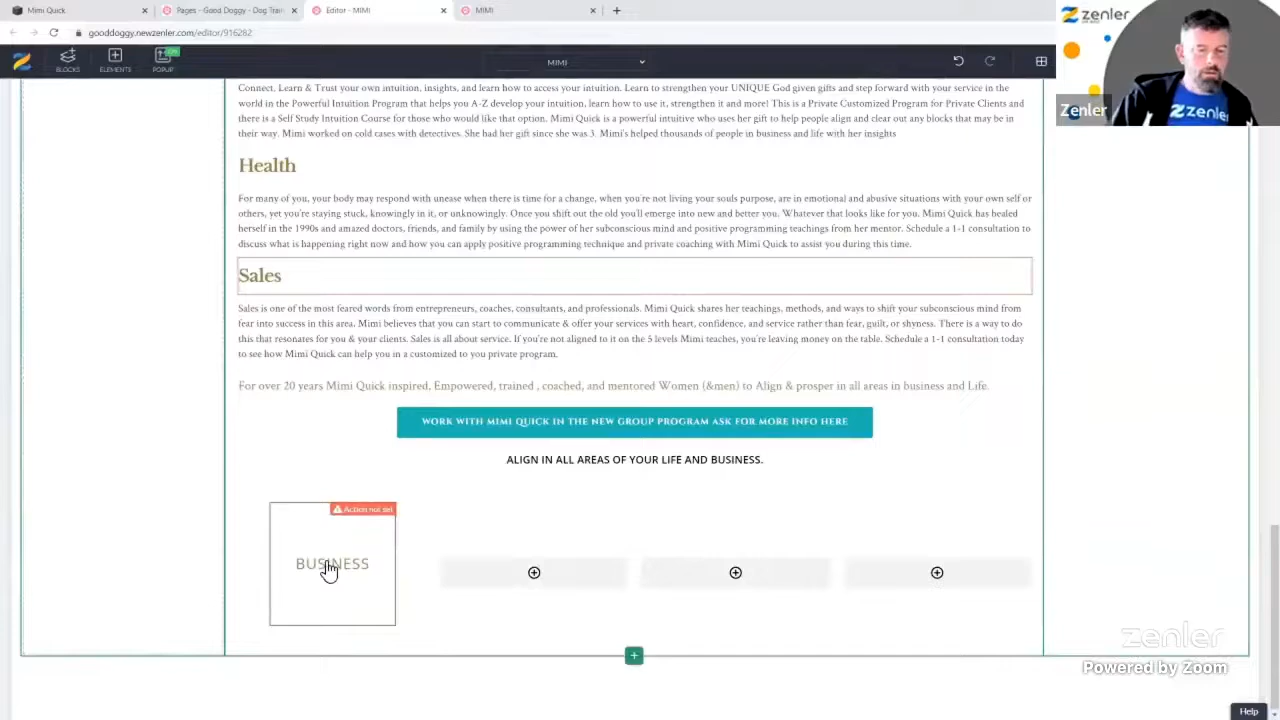 Mimi Quick
Pages - Good Doggy - Dog Train
Editor - MIMI
MIMI
gooddoggy.newzenler.com/editor/916282
BLOCKS
ELEMENTS
ON
POPUP
MIMI
zenler
Zenler
zenler
Connect, Learn & Trust your own intuition, insights, and learn how to access your intuition. Learn to strengthen your UNIQUE God given gifts and step forward with your service in the
world in the Powerful Intuition Program that helps you A-Z develop your intuition, learn how to use it, strengthen it and more! This is a Private Customized Program for Private Clients and
there is a Self Study Intuition Course for those who would like that option. Mimi Quick is a powerful intuitive who uses her gift to help people align and clear out any blocks that may be in
their way. Mimi worked on cold cases with detectives. She had her gift since she was 3. Mimi's helped thousands of people in business and life with her insights
Health
For many of you, your body may respond with unease when there is time for a change, when you're not living your souls purpose, are in emotional and abusive situations with your own self or
others, yet you're staying stuck, knowingly in it, or unknowingly. Once you shift out the old you'll emerge into new and better you. Whatever that looks like for you. Mimi Quick has healed
herself in the 1990s and amazed doctors, friends, and family by using the power of her subconscious mind and positive programming teachings from her mentor. Schedule a 1-1 consultation to
discuss what is happening right now and how you can apply positive programming technique and private coaching with Mimi Quick to assist you during this time.
Sales
Sales is one of the most feared words from entrepreneurs, coaches, consultants, and professionals. Mimi Quick shares her teachings, methods, and ways to shift your subconscious mind from
fear into success in this area. Mimi believes that you can start to communicate & offer your services with heart, confidence, and service rather than fear, guilt, or shyness. There is a way to do
this that resonates for you & your clients. Sales is all about service. If you're not aligned to it on the 5 levels Mimi teaches, you're leaving money on the table. Schedule a 1-1 consultation today
to see how Mimi Quick can help you in a customized to you private program.
For over 20 years Mimi Quick inspired, Empowered, trained , coached, and mentored Women (&men) to Align & prosper in all areas in business and Life.
WORK WITH MIMI QUICK IN THE NEW GROUP PROGRAM ASK FOR MORE INFO HERE
ALIGN IN ALL AREAS OF YOUR LIFE AND BUSINESS.
Action not set
BUSINESS
zenler
Powered by Zoom
Help